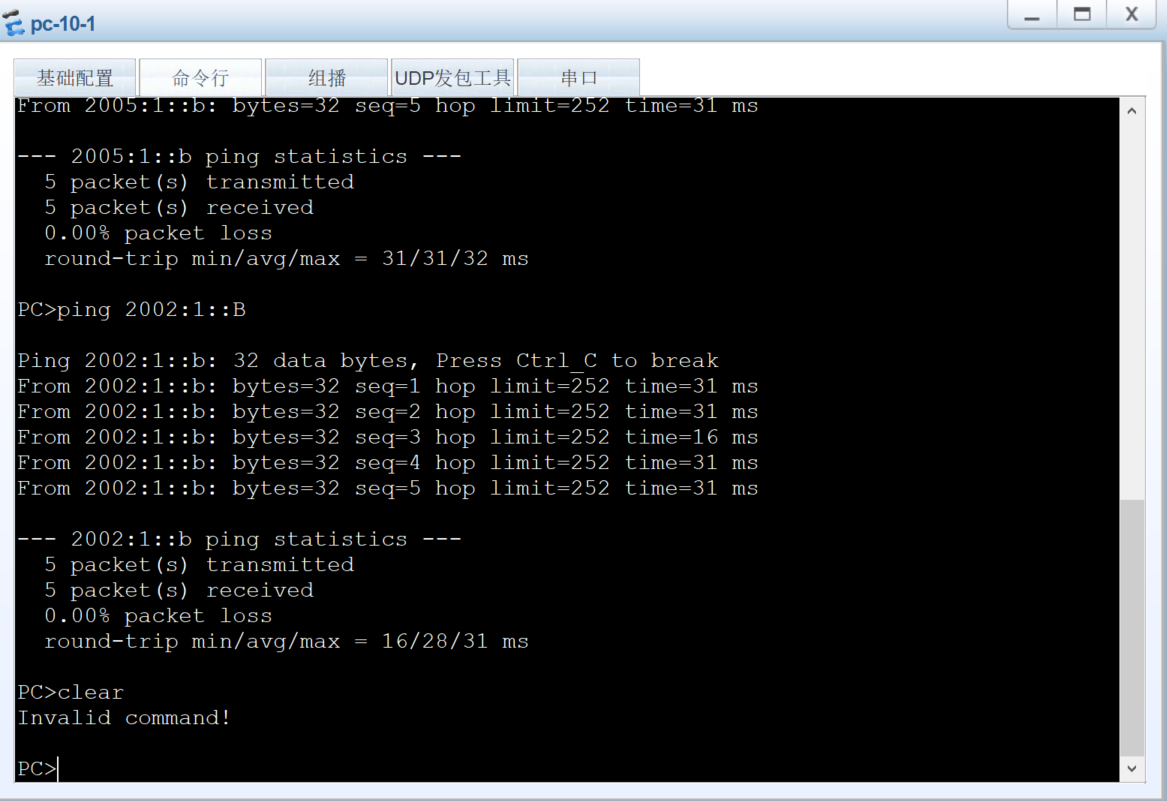 pc-10-1
基础配置 命令行 组播 UDP发包工具 串口
From 2005:1::b: bytes=32 seq=5 hop limit=252 time=31 ms
--- 2005:1::b ping statistics ---
5 packet(s) transmitted
5 packet(s) received
0.00% packet loss
round-trip min/avg/max = 31/31/32 ms
PC>ping 2002:1::B
Ping 2002:1::b: 32 data bytes, Press Ctrl_C to break
From 2002:1::b: bytes=32 seq=1 hop limit=252 time=31 ms
From 2002:1::b: bytes=32 seq=2 hop limit=252 time=31 ms
From 2002:1::b: bytes=32 seq=3 hop limit=252 time=16 ms
From 2002:1::b: bytes=32 seq=4 hop limit=252 time=31 ms
From 2002:1::b: bytes=32 seq=5 hop limit=252 time=31 ms
--- 2002:1::b ping statistics ---
5 packet(s) transmitted
5 packet(s) received
0.00% packet loss
round-trip min/avg/max = 16/28/31 ms
PC>clear
Invalid command!
PC>